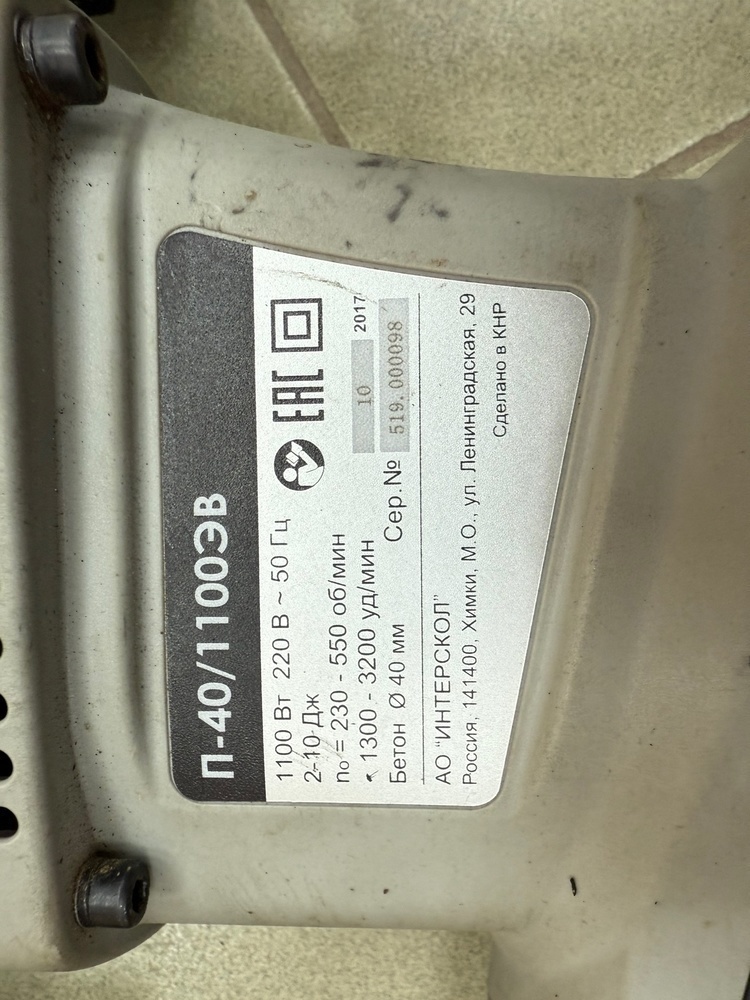 П-40/1100ЭВ
1100 Вт 220 В ~ 50 Гц
2-10 Дж
n₀ = 230 - 550 об/мин
1300 - 3200 уд/мин
Бетон Ø 40 мм
EAC
10 2017
Сер.№ 519.000098
АО "ИНТЕРСКОЛ"
Россия, 141400, Химки, М.О., ул. Ленинградская, 29
Сделано в КНР